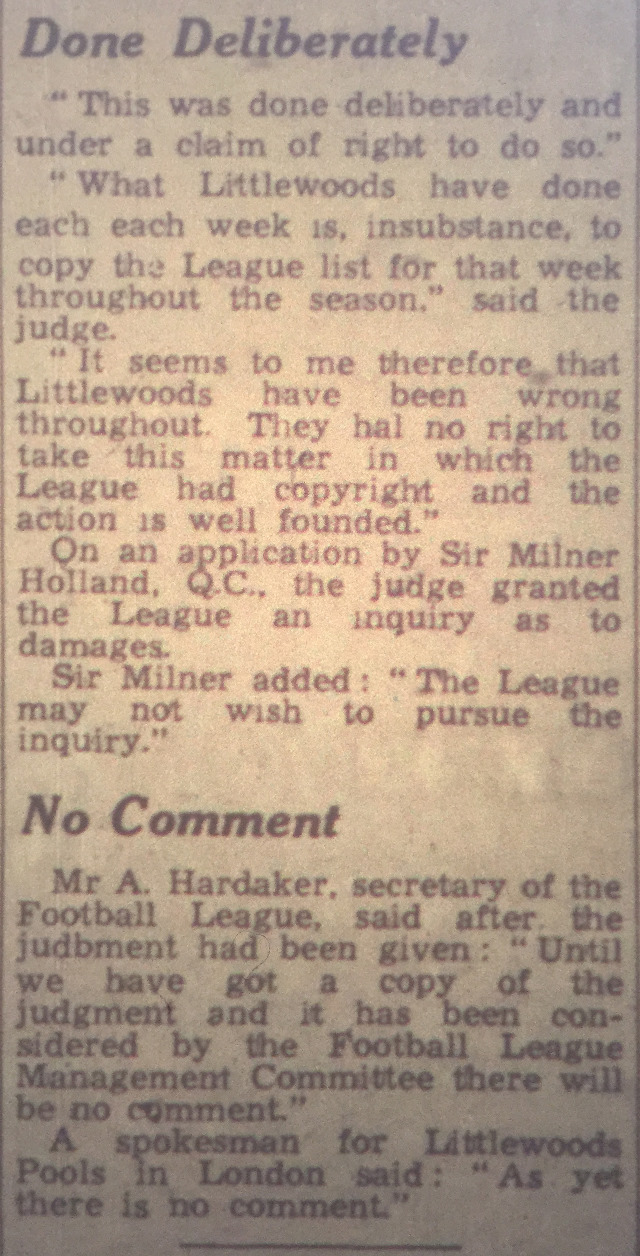 Done Deliberately
“ This was done deliberately and
under a claim of right to do so.”
“ What Littlewoods have done
each each week is, insubstance, to
copy the League list for that week
throughout the season,” said the
judge.
“ It seems to me therefore that
Littlewoods have been wrong
throughout. They hal no right to
take this matter in which the
League had copyright and the
action is well founded.”
On an application by Sir Milner
Holland, Q.C., the judge granted
the League an inquiry as to
damages.
Sir Milner added : “ The League
may not wish to pursue the
inquiry.”
No Comment
Mr A. Hardaker, secretary of the
Football League, said after the
judbment had been given : “ Until
we have got a copy of the
judgment and it has been con-
sidered by the Football League
Management Committee there will
be no comment.”
A spokesman for Littlewoods
Pools in London said : “ As yet
there is no comment.”